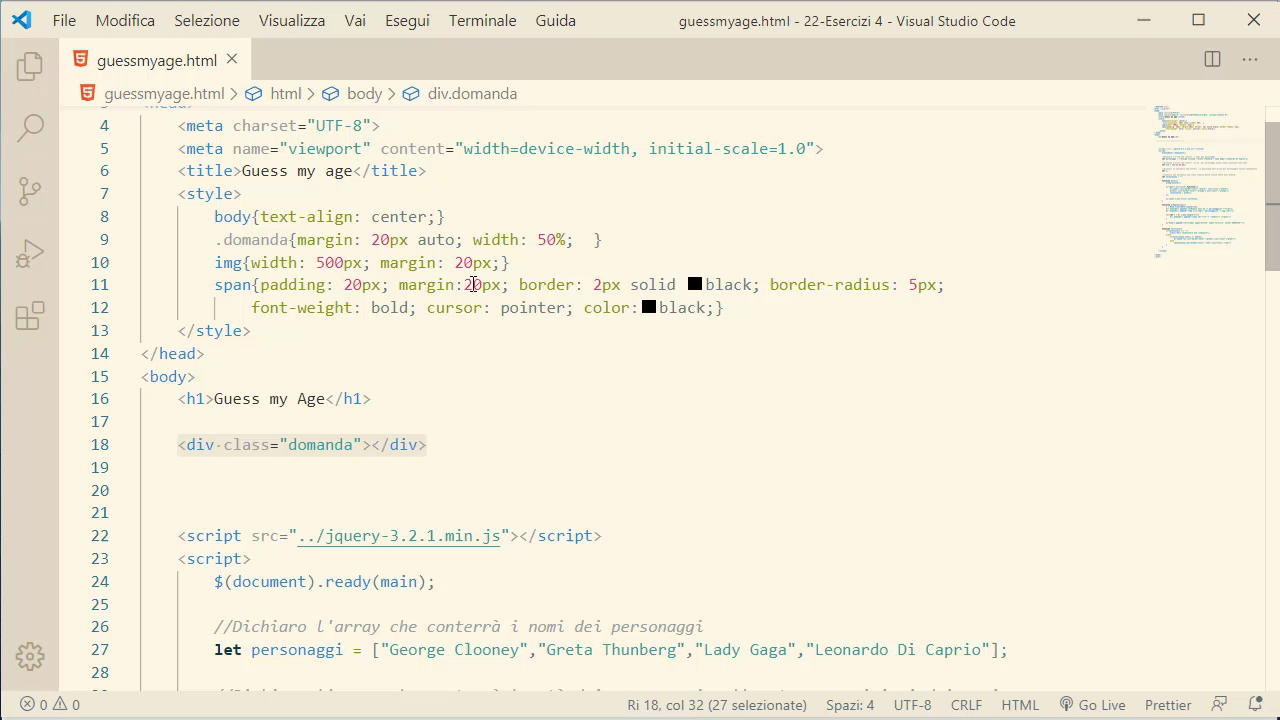 File Modifica Selezione Visualizza Vai Esegui Terminale Guida guessmyage.html - 22-Esercizi 4 - Visual Studio Code
guessmyage.html
guessmyage.html > html > body > div.domanda
4 <meta charset="UTF-8">
5 <meta name="viewport" content="width=device-width, initial-scale=1.0">
6 <title>Guess my age</title>
7 <style>
8 body{text-align: center;}
9 .domanda{margin: 20px auto; width: 50%; }
10 img{width: 500px; margin: 20px;}
11 span{padding: 20px; margin:20px; border: 2px solid black; border-radius: 5px;
12 font-weight: bold; cursor: pointer; color:black;}
13 </style>
14 </head>
15 <body>
16 <h1>Guess my Age</h1>
17
18 <div class="domanda"></div>
19
20
21
22 <script src="../jquery-3.2.1.min.js"></script>
23 <script>
24 $(document).ready(main);
25
26 //Dichiaro l'array che conterrà i nomi dei personaggi
27 let personaggi = ["George Clooney","Greta Thunberg","Lady Gaga","Leonardo Di Caprio"];
28
0 0 Ri 18, col 32 (27 selezionate) Spazi: 4 UTF-8 CRLF HTML Go Live Prettier